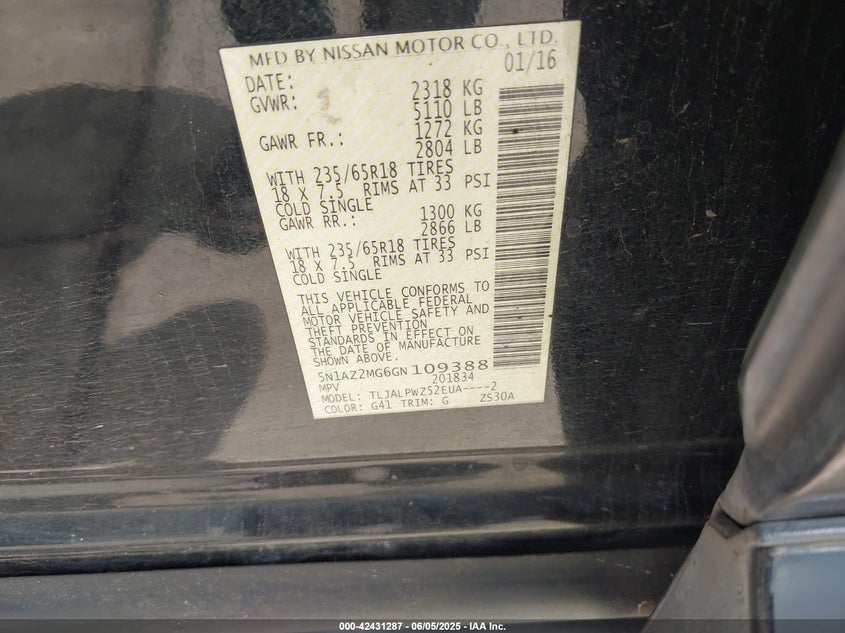 MFD BY NISSAN MOTOR CO., LTD.
DATE: 01/16
GVWR: 2318 KG
5110 LB
GAWR FR.: 1272 KG
2804 LB
WITH 235/65R18 TIRES
18 X 7.5 RIMS AT 33 PSI
COLD SINGLE
GAWR RR.: 1300 KG
2866 LB
WITH 235/65R18 TIRES
18 X 7.5 RIMS AT 33 PSI
COLD SINGLE
THIS VEHICLE CONFORMS TO
ALL APPLICABLE FEDERAL
MOTOR VEHICLE SAFETY AND
THEFT PREVENTION
STANDARDS IN EFFECT ON
THE DATE OF MANUFACTURE
SHOWN ABOVE.
5N1AZ2MG6GN109388
MPV 201834
MODEL: TLJALPWZ52EUA----2
COLOR: G41 TRIM: G ZS30A
000-42431287 - 06/05/2025 - IAA Inc.